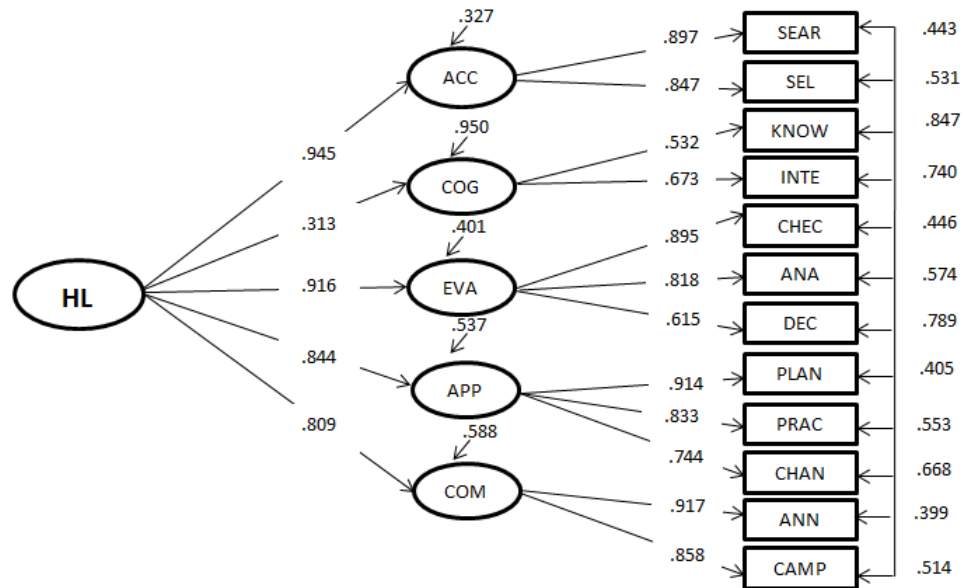 .327
.897
SEAR
.443
ACC
.847
SEL
.531
.945
.950
.532
KNOW
.847
COG
.673
INTE
.740
.313
.401
.895
CHEC
.446
HL
.916
EVA
.818
ANA
.574
.615
DEC
.789
.537
.844
APP
.914
PLAN
.405
.809
.833
PRAC
.553
.588
.744
CHAN
.668
COM
.917
ANN
.399
.858
CAMP
.514